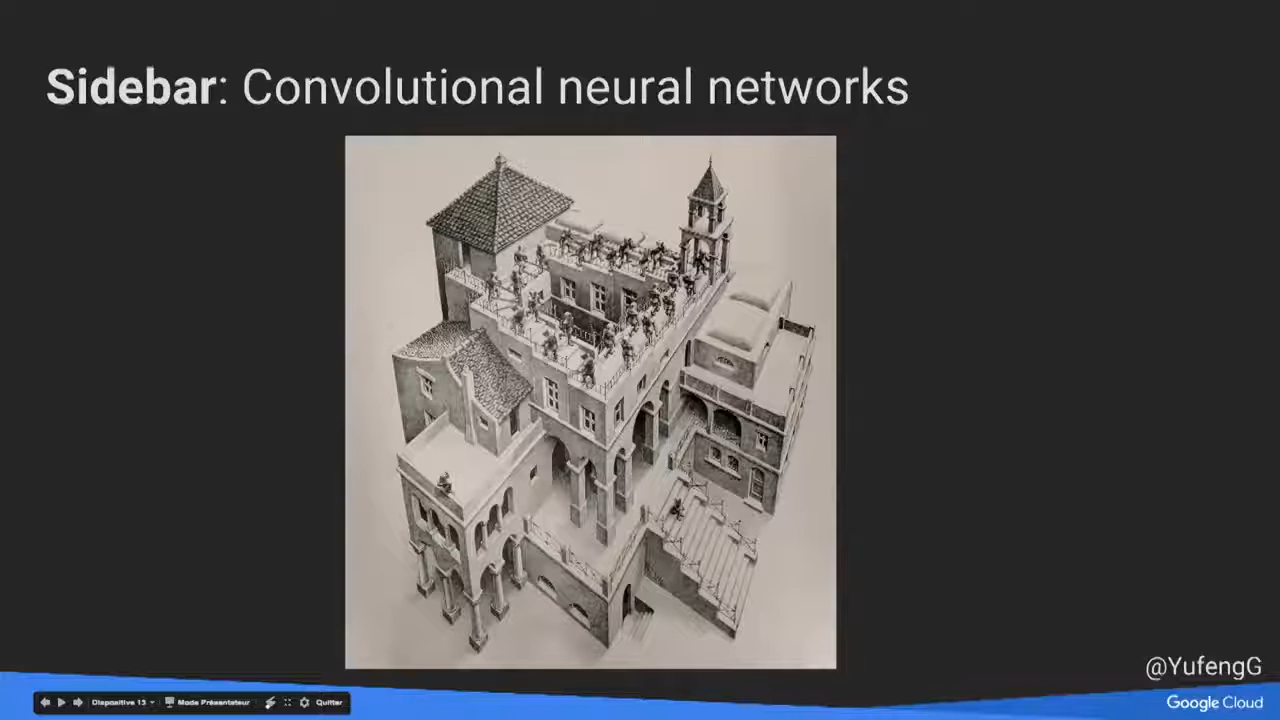 Sidebar: Convolutional neural networks
@YufengG
Google Cloud
Diapositive 13
Mode Présentateur
Quitter